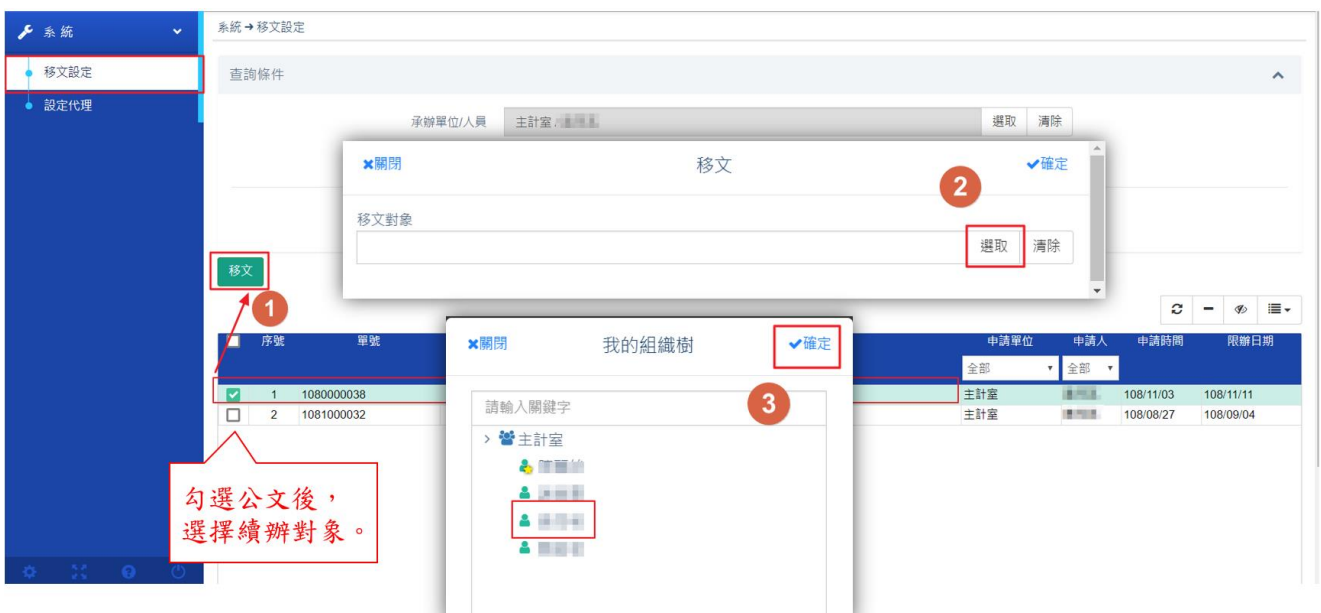 系統
移文設定
設定代理
系統➔移文設定
查詢條件
承辦單位/人員 主計室 / 選取 清除
✖關閉 移文 ✔確定
2
移文對象
選取 清除
移文
1
序號 單號 申請單位 申請人 申請時間 限辦日期
全部 全部
1 1080000038 主計室 108/11/03 108/11/11
2 1081000032 主計室 108/08/27 108/09/04
✖關閉 我的組織樹 ✔確定
請輸入關鍵字
3
主計室
勾選公文後，
選擇續辦對象。